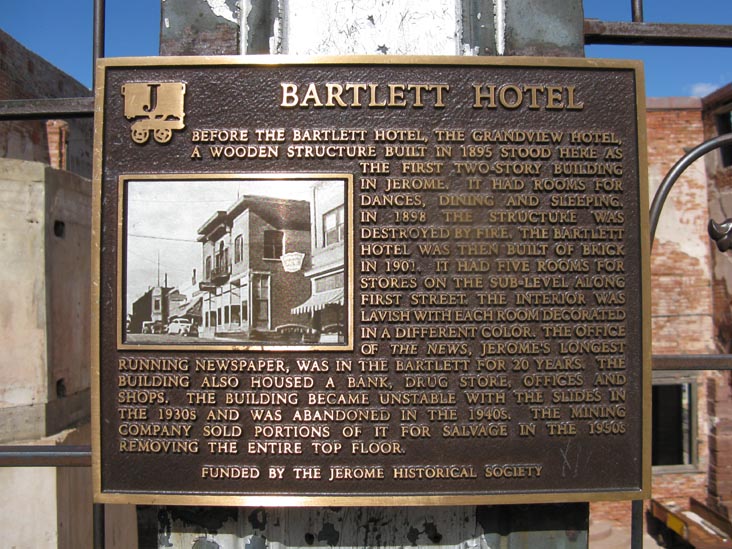 J
BARTLETT HOTEL
BEFORE THE BARTLETT HOTEL, THE GRANDVIEW HOTEL,
A WOODEN STRUCTURE BUILT IN 1895 STOOD HERE AS
THE FIRST TWO-STORY BUILDING
IN JEROME. IT HAD ROOMS FOR
DANCES, DINING AND SLEEPING.
IN 1898 THE STRUCTURE WAS
DESTROYED BY FIRE. THE BARTLETT
HOTEL WAS THEN BUILT OF BRICK
IN 1901. IT HAD FIVE ROOMS FOR
STORES ON THE SUB-LEVEL ALONG
FIRST STREET. THE INTERIOR WAS
LAVISH WITH EACH ROOM DECORATED
IN A DIFFERENT COLOR. THE OFFICE
OF THE NEWS, JEROME'S LONGEST
RUNNING NEWSPAPER, WAS IN THE BARTLETT FOR 20 YEARS. THE
BUILDING ALSO HOUSED A BANK, DRUG STORE, OFFICES AND
SHOPS. THE BUILDING BECAME UNSTABLE WITH THE SLIDES IN
THE 1930s AND WAS ABANDONED IN THE 1940s. THE MINING
COMPANY SOLD PORTIONS OF IT FOR SALVAGE IN THE 1950s
REMOVING THE ENTIRE TOP FLOOR.
FUNDED BY THE JEROME HISTORICAL SOCIETY